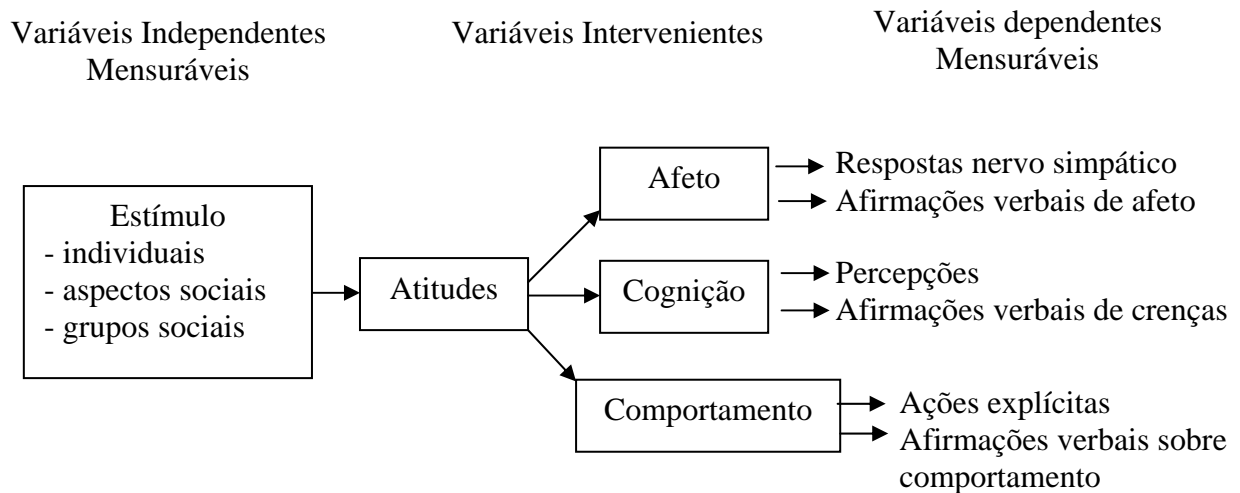 Variáveis Independentes
Mensuráveis
Variáveis Intervenientes
Variáveis dependentes
Mensuráveis
Estímulo
- individuais
- aspectos sociais
- grupos sociais
Atitudes
Afeto
Respostas nervo simpático
Afirmações verbais de afeto
Cognição
Percepções
Afirmações verbais de crenças
Comportamento
Ações explícitas
Afirmações verbais sobre
comportamento